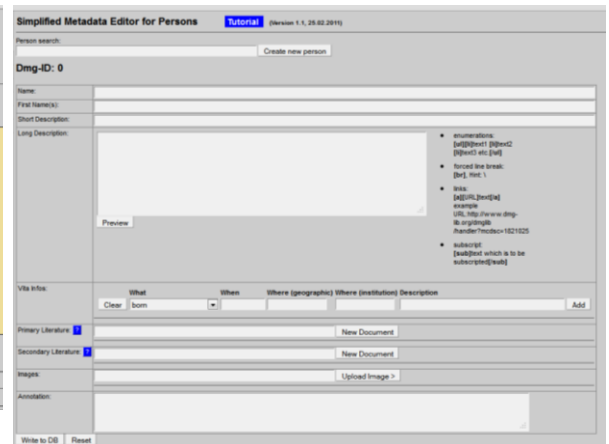 Simplified Metadata Editor for Persons Tutorial (Version 1.1, 25.02.2011)
Person search:
Create new person
Dmg-ID: 0
Name:
First Name(s):
Short Description:
Long Description:
• enumerations:
[ul][li]text1 [li]text2
[li]text3 etc.[/ul]
• forced line break:
[br], Hint: \
• links:
[a][URL]text[/a]
example
URL:http://www.dmg-
lib.org/dmglib
/handler?mcdsc=1021025
• subscript:
[sub]text which is to be
subscripted[/sub]
Preview
Vita Infos:
What When Where (geographic) Where (institution) Description
Clear born Add
Primary Literature: ? New Document
Secondary Literature: ? New Document
Images: Upload Image >
Annotation:
Write to DB Reset